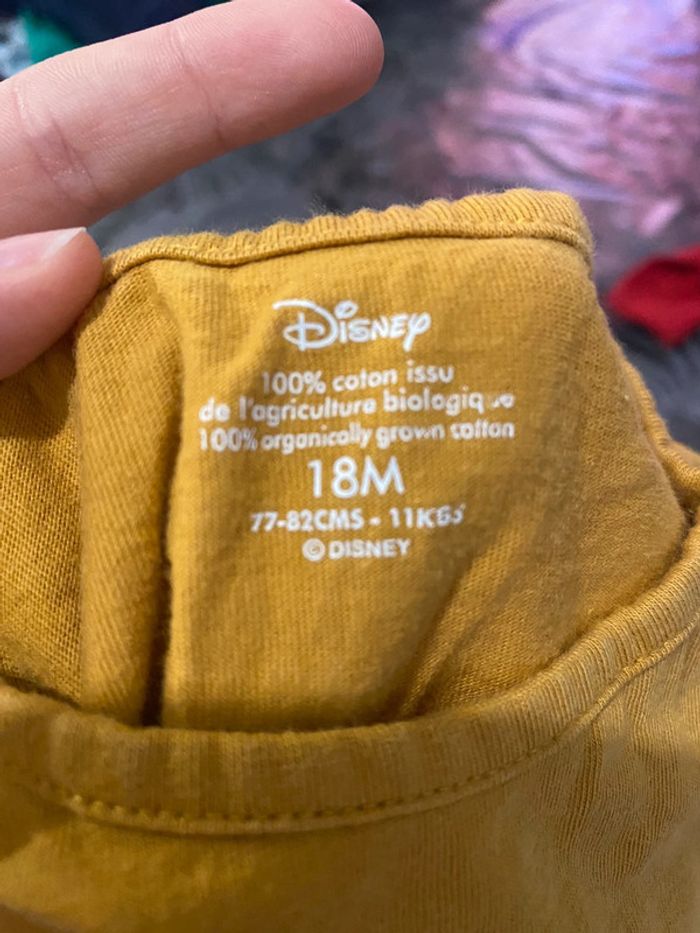 Disney
100% coton issu
de l'agriculture biologique
100% organically grown cotton
18M
77-82CMS - 11KGS
© DISNEY